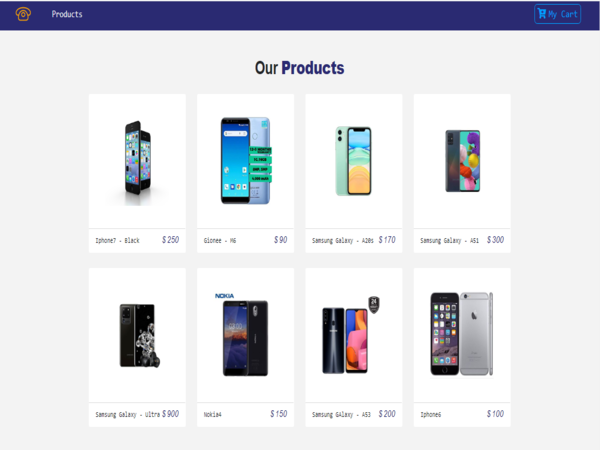 Products
My Cart
Our Products
Iphone7 - Black $ 250
Gionee - M6 $ 90
Samsung Galaxy - A20s $ 170
Samsung Galaxy - A51 $ 300
NOKIA
24
Samsung Galaxy - Ultra $ 900
Nokia4 $ 150
Samsung GAlaxy - A53 $ 200
Iphone6 $ 100